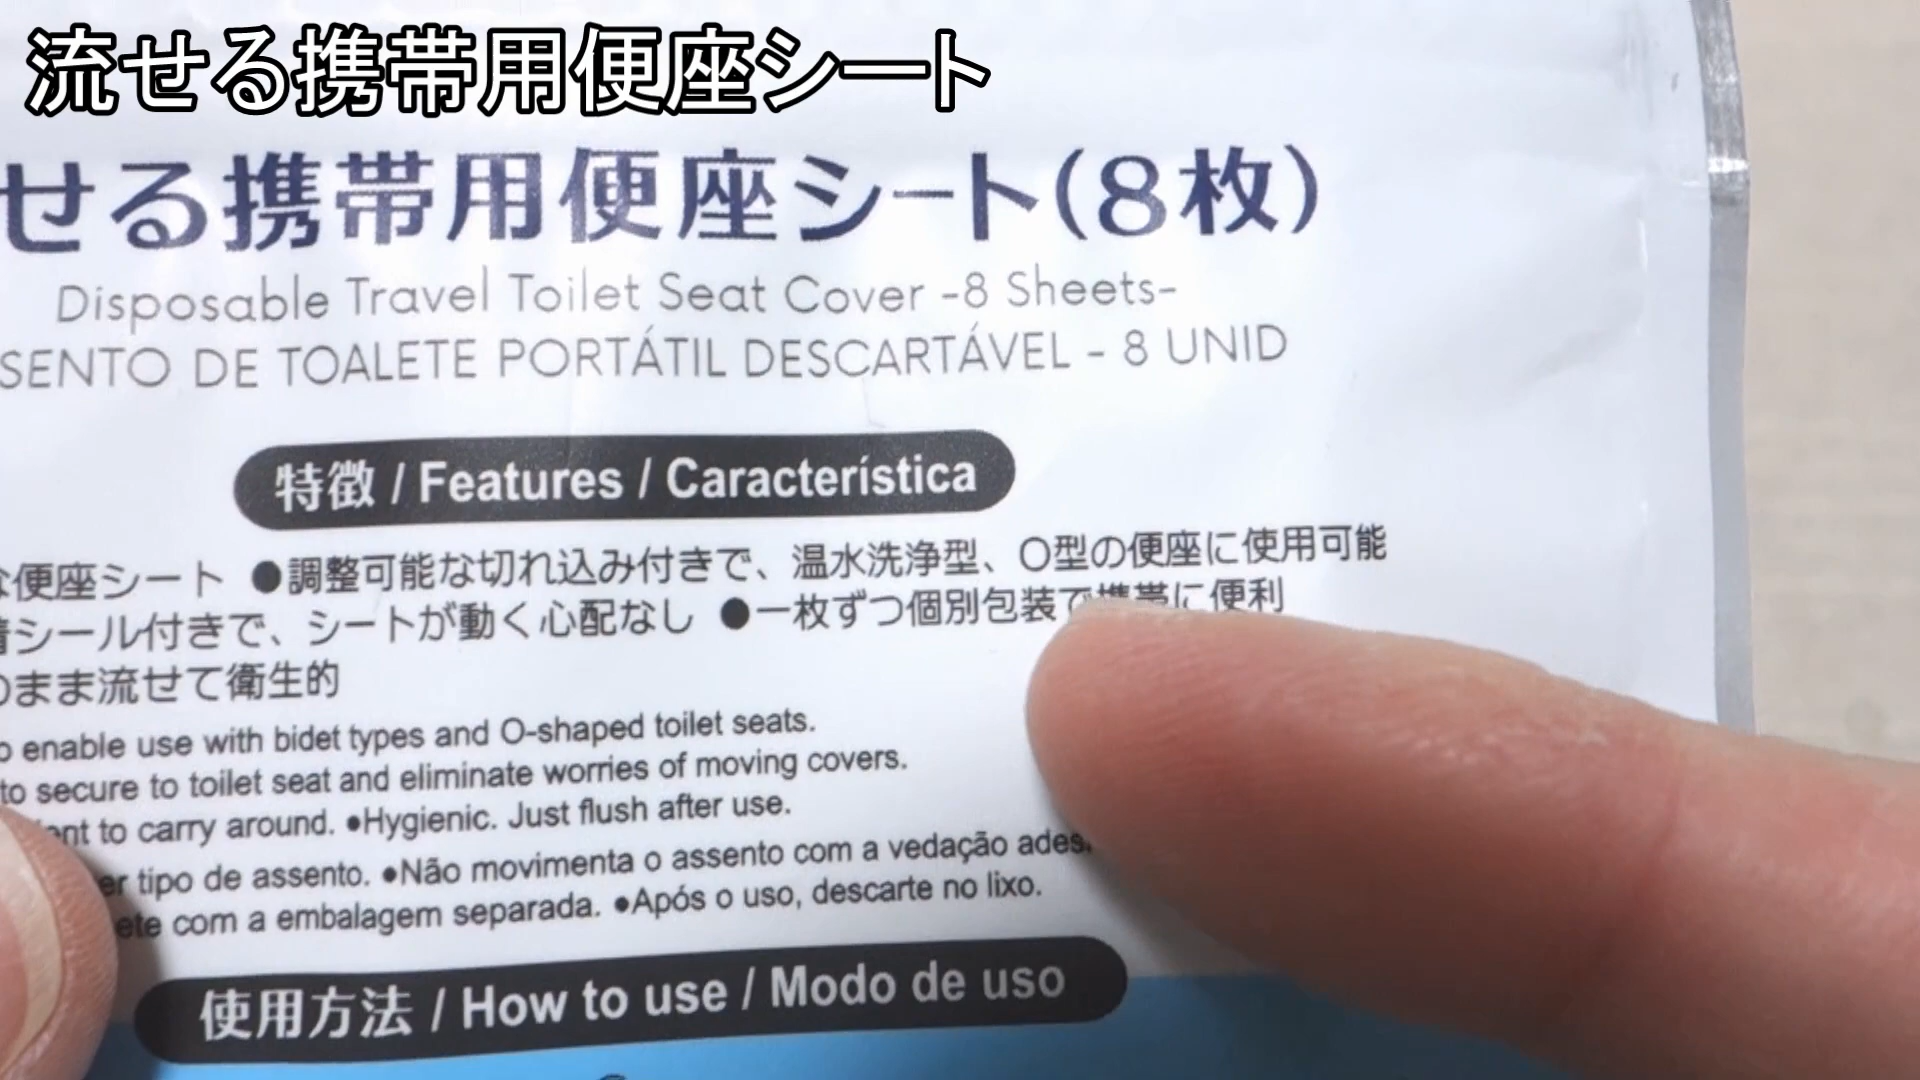 流せる携帯用便座シート
せる携帯用便座シート(8枚)
Disposable Travel Toilet Seat Cover -8 Sheets-
SENTO DE TOALETE PORTÁTIL DESCARTÁVEL - 8 UNID
特徴 / Features / Característica
便座シート ●調整可能な切れ込み付きで、温水洗浄型、O型の便座に使用可能
シール付きで、シートが動く心配なし ●一枚ずつ個別包装で携帯に便利
まま流せて衛生的
enable use with bidet types and O-shaped toilet seats.
to secure to toilet seat and eliminate worries of moving covers.
to carry around. ●Hygienic. Just flush after use.
tipo de assento. ●Não movimenta o assento com a vedação
com a embalagem separada. ●Após o uso, descarte no lixo.
使用方法 / How to use / Modo de uso